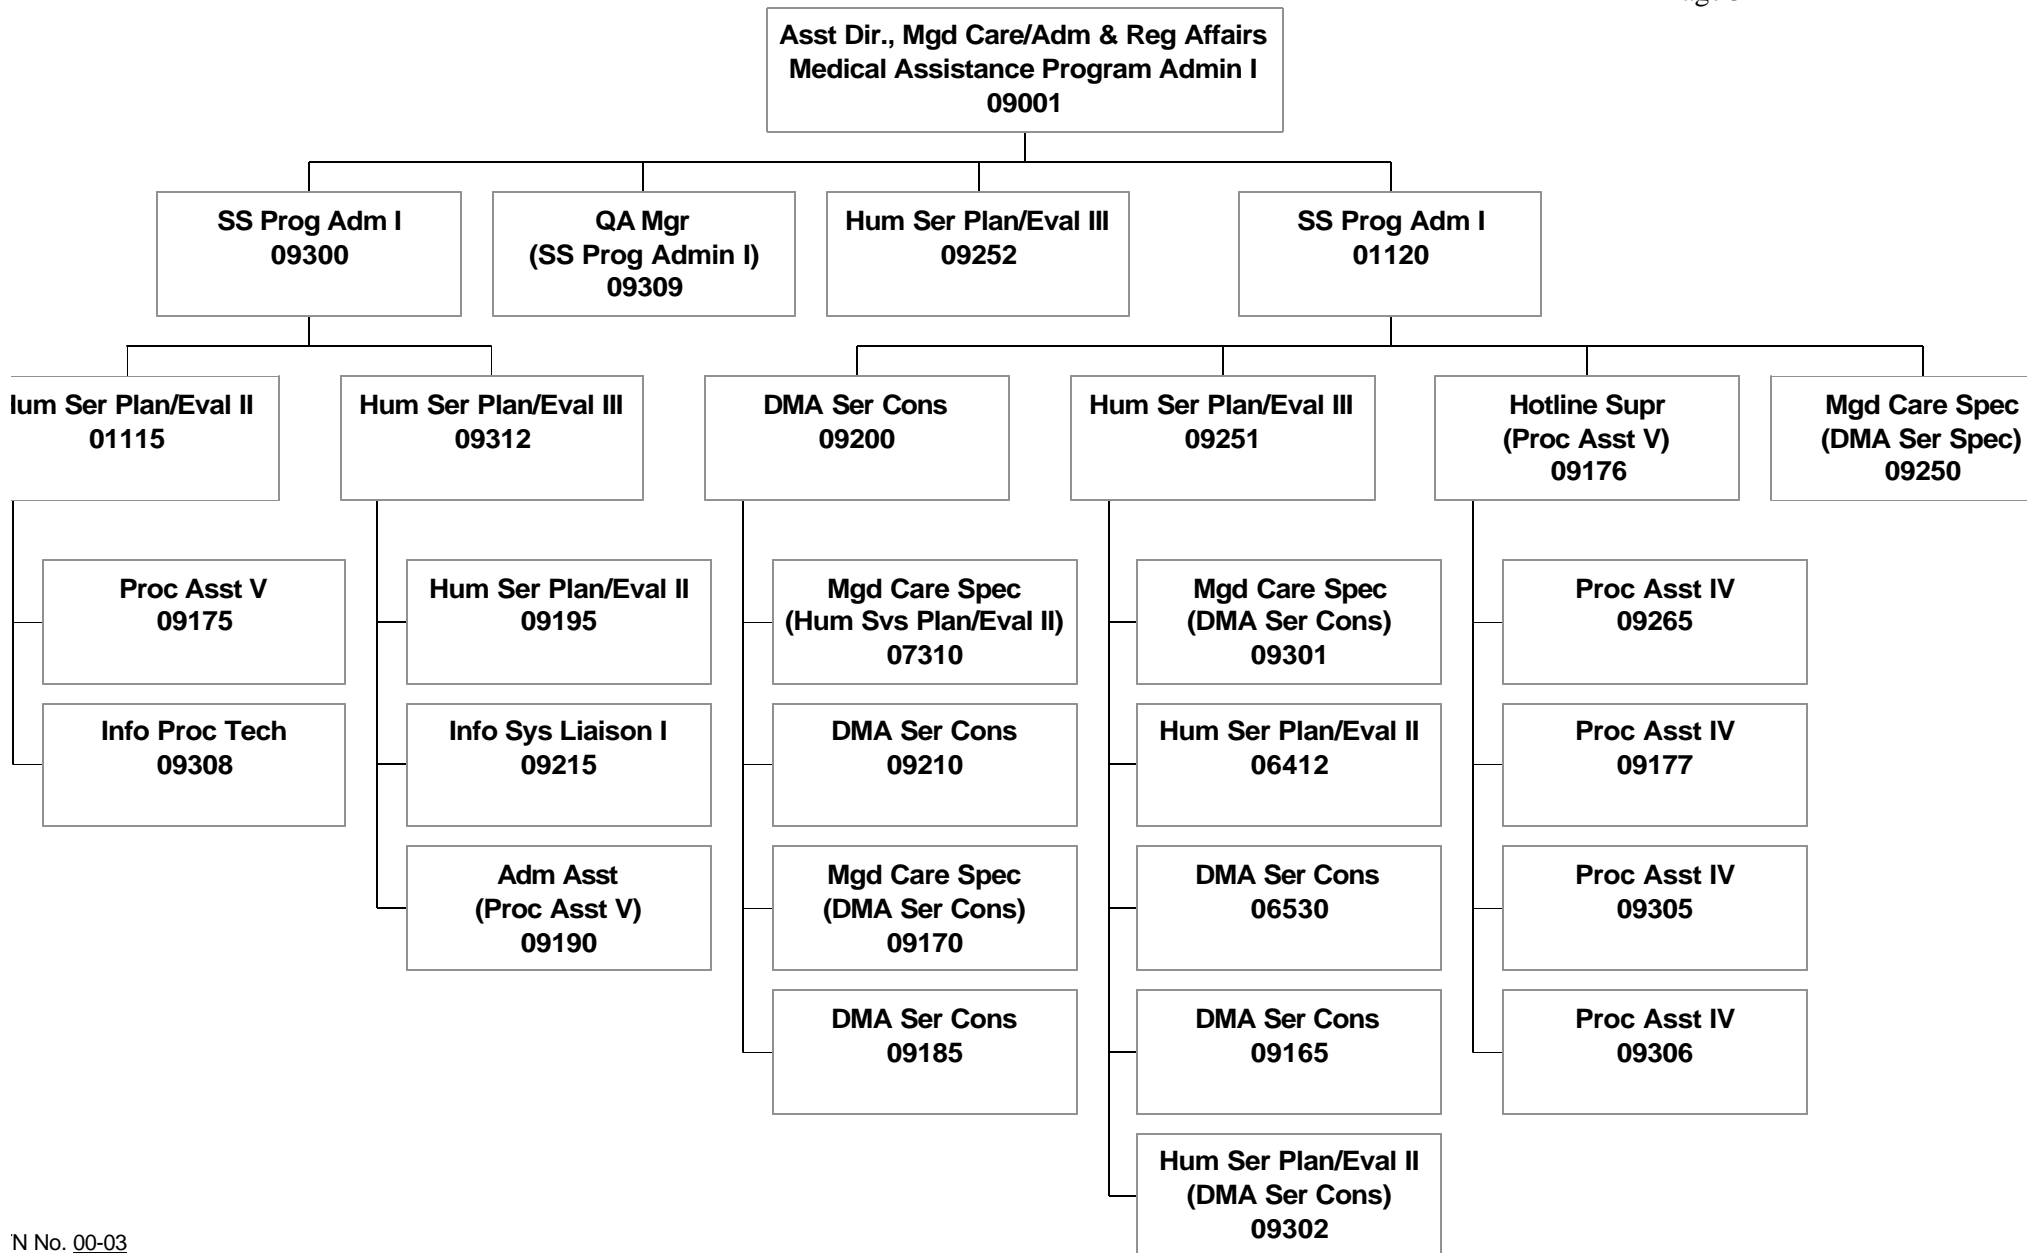 Asst Dir., Mgd Care/Adm & Reg Affairs
Medical Assistance Program Admin I
09001
SS Prog Adm I
09300
QA Mgr
(SS Prog Admin I)
09309
Hum Ser Plan/Eval III
09252
SS Prog Adm I
01120
Ser Plan/Eval II
01115
Hum Ser Plan/Eval III
09312
DMA Ser Cons
09200
Hum Ser Plan/Eval III
09251
Hotline Supr
(Proc Asst V)
09176
Mgd Care Spec
(DMA Ser Spec)
09250
Proc Asst V
09175
Info Proc Tech
09308
Hum Ser Plan/Eval II
09195
Info Sys Liaison I
09215
Adm Asst
(Proc Asst V)
09190
Mgd Care Spec
(Hum Svs Plan/Eval II)
07310
DMA Ser Cons
09210
Mgd Care Spec
(DMA Ser Cons)
09170
DMA Ser Cons
09185
Mgd Care Spec
(DMA Ser Cons)
09301
Hum Ser Plan/Eval II
06412
DMA Ser Cons
06530
DMA Ser Cons
09165
Hum Ser Plan/Eval II
(DMA Ser Cons)
09302
Proc Asst IV
09265
Proc Asst IV
09177
Proc Asst IV
09305
Proc Asst IV
09306
No. 00-03